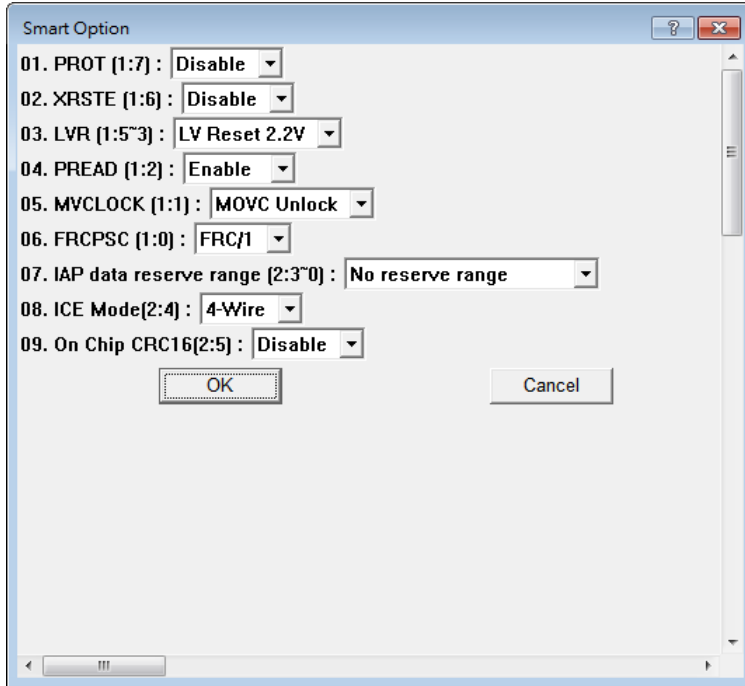 Smart Option
01. PROT (1:7) : Disable
02. XRSTE (1:6) : Disable
03. LVR (1:5~3) : LV Reset 2.2V
04. PREAD (1:2) : Enable
05. MVCLOCK (1:1) : MOVC Unlock
06. FRCPSC (1:0) : FRC/1
07. IAP data reserve range (2:3~0) : No reserve range
08. ICE Mode(2:4) : 4-Wire
09. On Chip CRC16(2:5) : Disable
OK Cancel